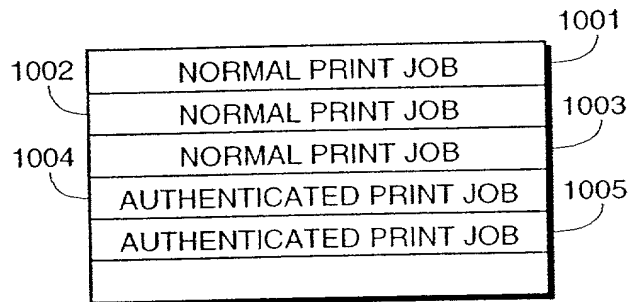 1001
1002 NORMAL PRINT JOB
NORMAL PRINT JOB 1003
1004 NORMAL PRINT JOB
AUTHENTICATED PRINT JOB 1005
AUTHENTICATED PRINT JOB